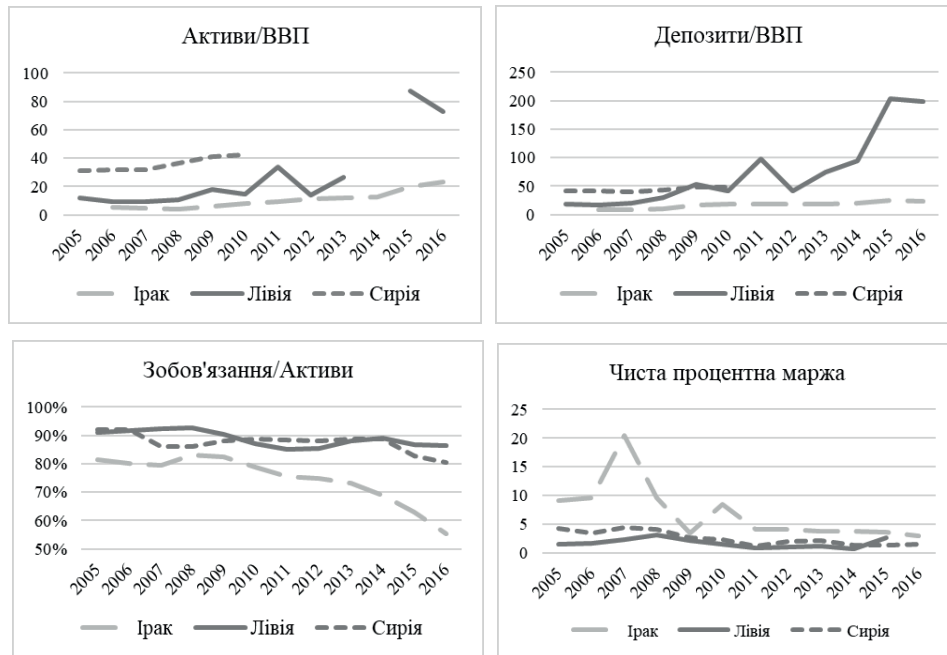 Активи/ВВП
100
80
60
40
20
0
2005 2006 2007 2008 2009 2010 2011 2012 2013 2014 2015 2016
Ірак Лівія Сирія
Депозити/ВВП
250
200
150
100
50
0
2005 2006 2007 2008 2009 2010 2011 2012 2013 2014 2015 2016
Ірак Лівія Сирія
Зобов'язання/Активи
100%
90%
80%
70%
60%
50%
2005 2006 2007 2008 2009 2010 2011 2012 2013 2014 2015 2016
Ірак Лівія Сирія
Чиста процентна маржа
25
20
15
10
5
0
2005 2006 2007 2008 2009 2010 2011 2012 2013 2014 2015 2016
Ірак Лівія Сирія